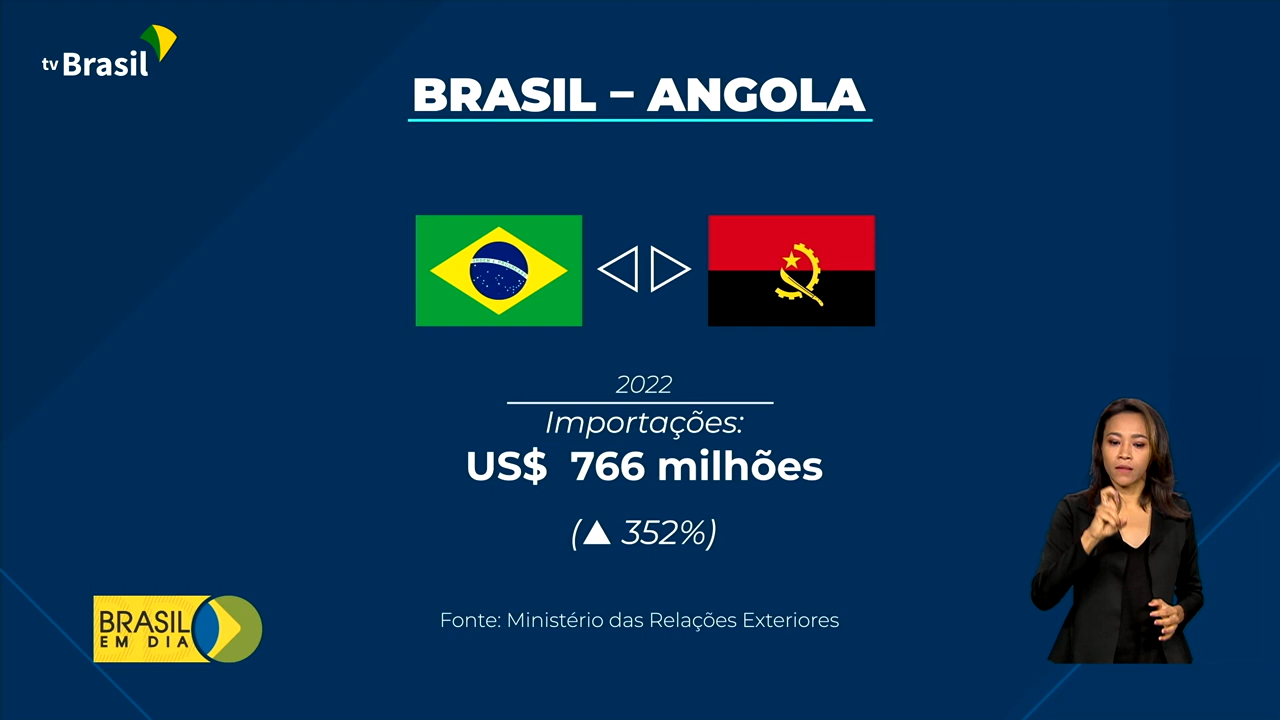 tv Brasil
BRASIL – ANGOLA
2022
Importações:
US$ 766 milhões
(▲ 352%)
Fonte: Ministério das Relações Exteriores
BRASIL
EM DIA